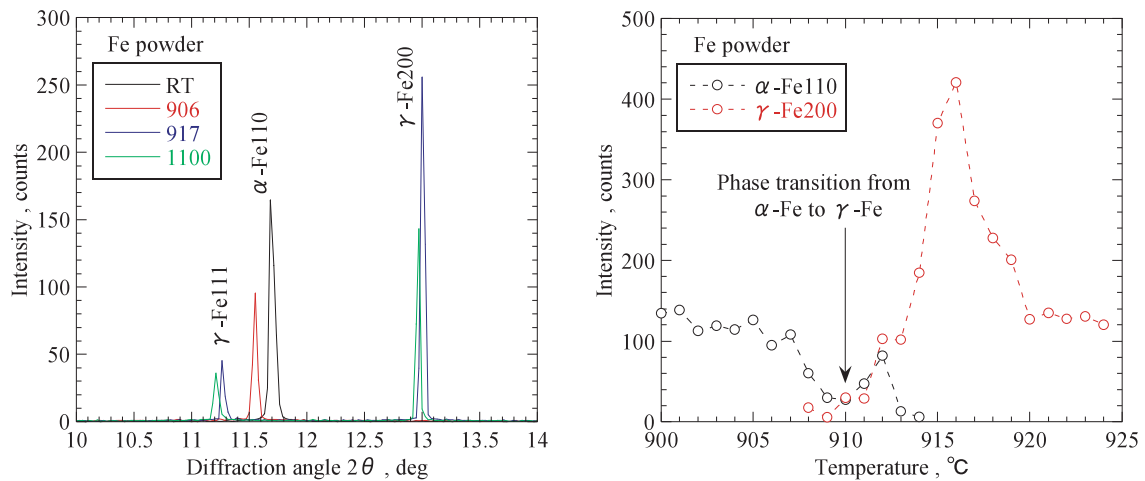 300
250
200
150
100
50
0
Intensity , counts
Fe powder
RT
906
917
1100
γ-Fe111
α-Fe110
γ-Fe200
10
10.5
11
11.5
12
12.5
13
13.5
14
Diffraction angle 2θ , deg
500
400
300
200
100
0
Intensity , counts
Fe powder
α-Fe110
γ-Fe200
Phase transition from
α-Fe to γ-Fe
900
905
910
915
920
925
Temperature , ℃